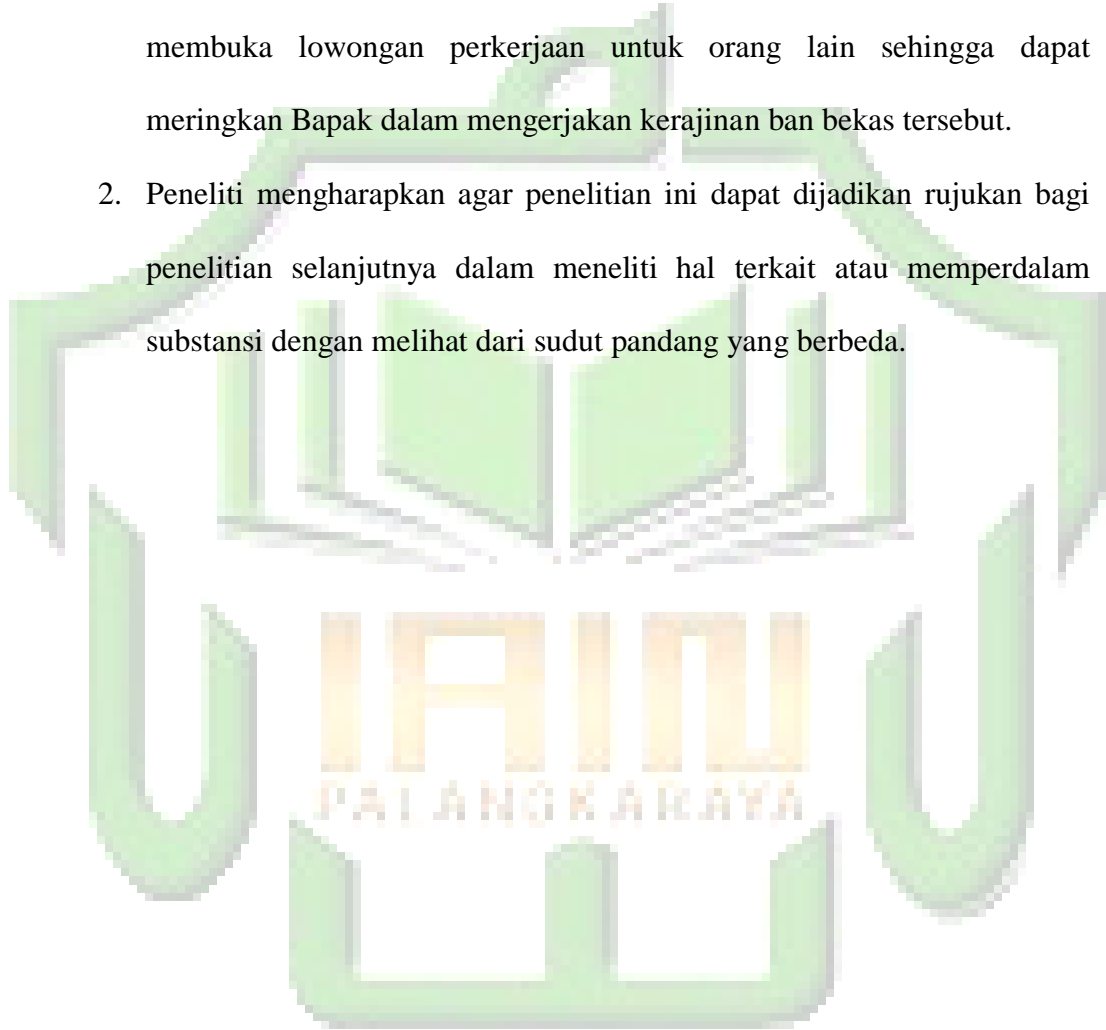 membuka lowongan perkerjaan untuk orang lain sehingga dapat
meringkan Bapak dalam mengerjakan kerajinan ban bekas tersebut.
2. Peneliti mengharapkan agar penelitian ini dapat dijadikan rujukan bagi
penelitian selanjutnya dalam meneliti hal terkait atau memperdalam
substansi dengan melihat dari sudut pandang yang berbeda.
IAIN
PALANGKARAYA